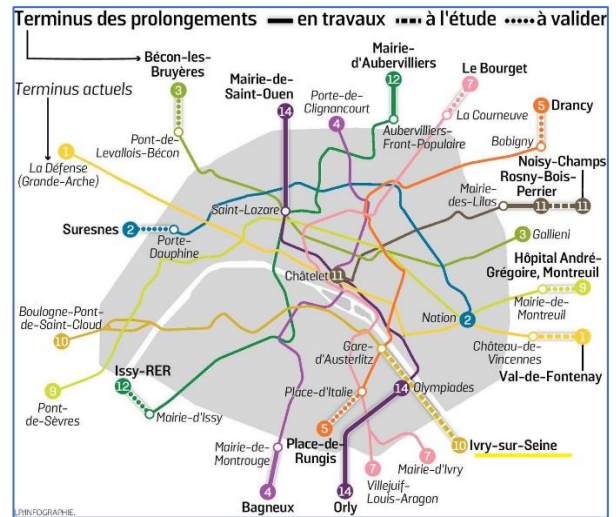 Terminus des prolongements
en travaux
à l'étude
à valider
Bécon-les-
Bruyères
3
Mairie-de-
Saint-Ouen
14
Mairie-
d'Aubervilliers
12
Le Bourget
7
Terminus actuels
Porte-de-
Clignancourt
4
La Courneuve
5
Drancy
Pont-de-
Levallois-Bécon
Aubervilliers-
Front-Populaire
Bobigny
1
La Défense
(Grande-Arche)
Noisy-Champs
Rosny-Bois-
Perrier
Mairie-
des-Lilas
11
11
Saint-Lazare
Suresnes
2
Porte-
Dauphine
3
Gallieni
Châtelet
11
Hôpital André-
Grégoire, Montreuil
9
Mairie-de-
Montreuil
Nation
2
Boulogne-Pont-
de-Saint-Cloud
10
Gare-
d'Austerlitz
Château-de-
Vincennes
1
Val-de-Fontenay
Issy-RER
12
9
Pont-
de-Sèvres
Mairie-d'Issy
Place-d'Italie
14
Olympiades
5
Place-de-
Rungis
10
Ivry-sur-Seine
Mairie-de-
Montrouge
7
Mairie-d'Ivry
7
Villejuif-
Louis-Aragon
4
Bagneux
14
Orly
LP/INFOGRAPHIE.